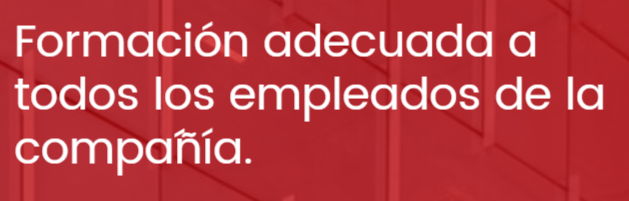 Formación adecuada a
todos los empleados de la
compañía.